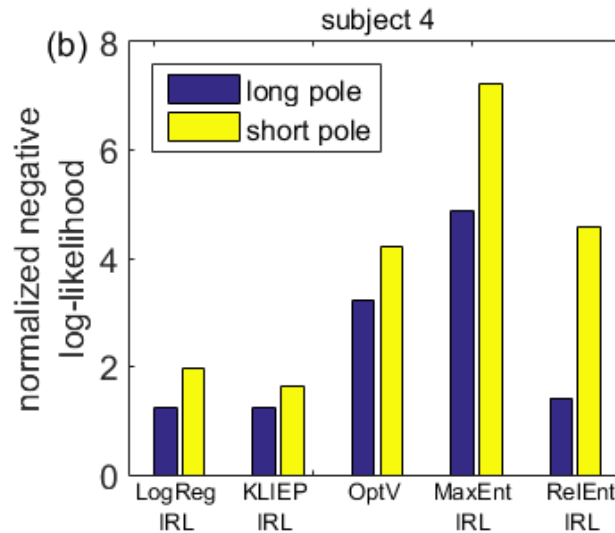 subject 4
(b)
8
6
4
2
0
normalized negative
log-likelihood
long pole
short pole
LogReg KLIEP OptV MaxEnt RelEnt
IRL IRL IRL IRL